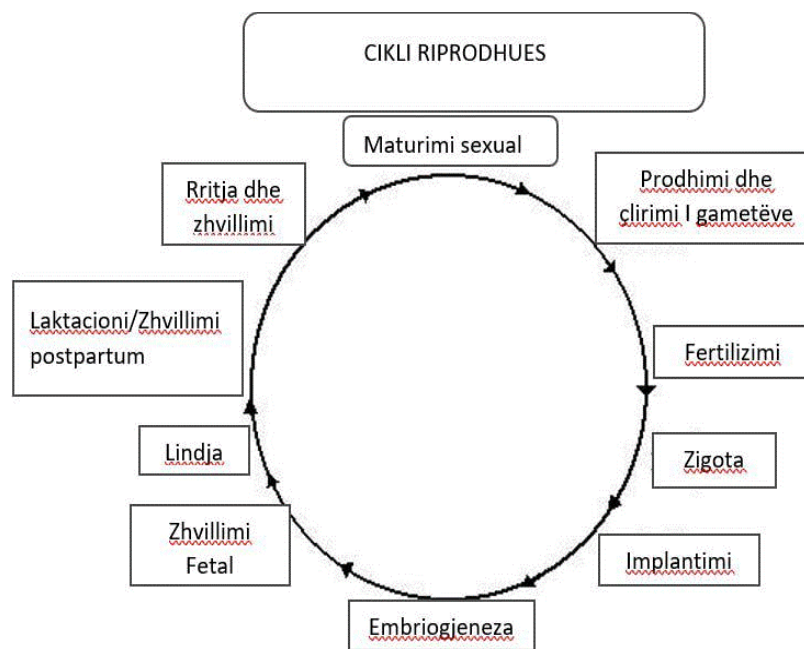 CIKLI RIPRODHUES
Maturimi sexual
Prodhimi dhe
çlirimi I gametëve
Fertilizimi
Zigota
Implantimi
Embriogjeneza
Zhvillimi
Fetal
Lindja
Laktacioni/Zhvillimi
postpartum
Rritja dhe
zhvillimi